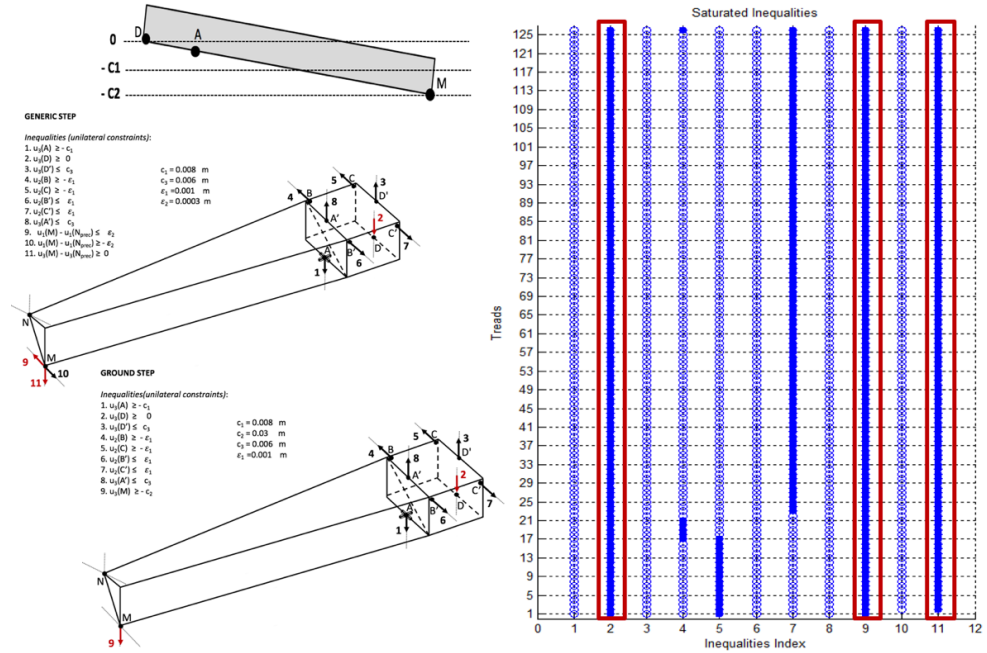 D
A
0
- C1
- C2
M
GENERIC STEP
Inequalities (unilateral constraints):
1. u₃(A) ≥ - c₁
2. u₃(D) ≥ 0
3. u₃(D') ≤ c₃
4. u₂(B) ≥ - ε₁
5. u₂(C) ≥ - ε₁
6. u₂(B') ≤ ε₁
7. u₂(C') ≤ ε₁
8. u₃(A') ≤ c₃
9. u₁(M) - u₁(Nprec) ≤ ε₂
10. u₁(M) - u₁(Nprec) ≥ - ε₂
11. u₃(M) - u₃(Nprec) ≥ 0
c₁ = 0.008 m
c₃ = 0.006 m
ε₁ =0.001 m
ε₂ = 0.0003 m
5 C 3
4 B 8 D'
A' 2
C'
A B' D 7
1 6
N
M
9 10
11
GROUND STEP
Inequalities(unilateral constraints):
1. u₃(A) ≥ - c₁
2. u₃(D) ≥ 0
3. u₃(D') ≤ c₃
4. u₂(B) ≥ - ε₁
5. u₂(C) ≥ - ε₁
6. u₂(B') ≤ ε₁
7. u₂(C') ≤ ε₁
8. u₃(A') ≤ c₃
9. u₃(M) ≥ - c₂
c₁ = 0.008 m
c₂ = 0.03 m
c₃ = 0.006 m
ε₁ =0.001 m
5 C 3
4 B 8 D'
A' 2
C'
A B' D 7
1 6
N
M
9
Saturated Inequalities
125
121
117
113
109
105
101
97
93
89
85
81
77
73
69
65
61
57
53
49
45
41
37
33
29
25
21
17
13
9
5
1
Treads
0 1 2 3 4 5 6 7 8 9 10 11 12
Inequalities Index